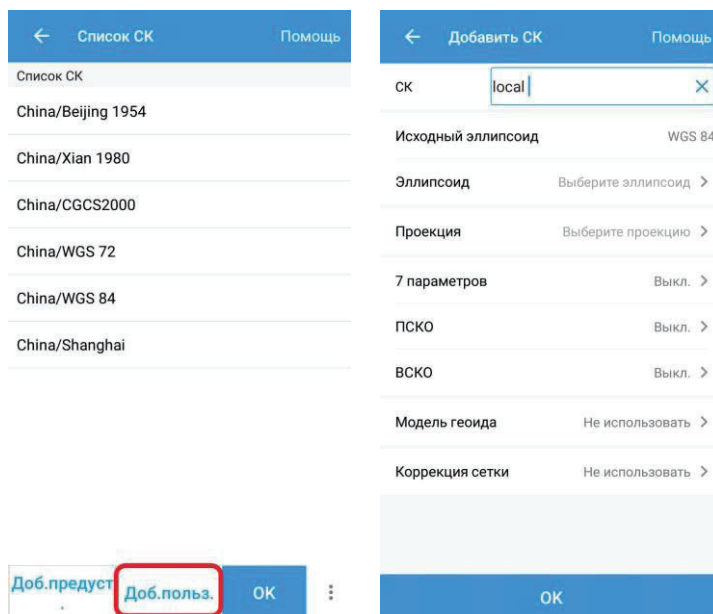 Список СК
Помощь
Список СК
China/Beijing 1954
China/Xian 1980
China/CGCS2000
China/WGS 72
China/WGS 84
China/Shanghai
Доб.предуст
.
Доб.польз.
OK
Добавить СК
Помощь
СК
local
Исходный эллипсоид
WGS 84
Эллипсоид
Выберите эллипсоид
Проекция
Выберите проекцию
7 параметров
Выкл.
ПСКО
Выкл.
ВСКО
Выкл.
Модель геоида
Не использовать
Коррекция сетки
Не использовать
OK